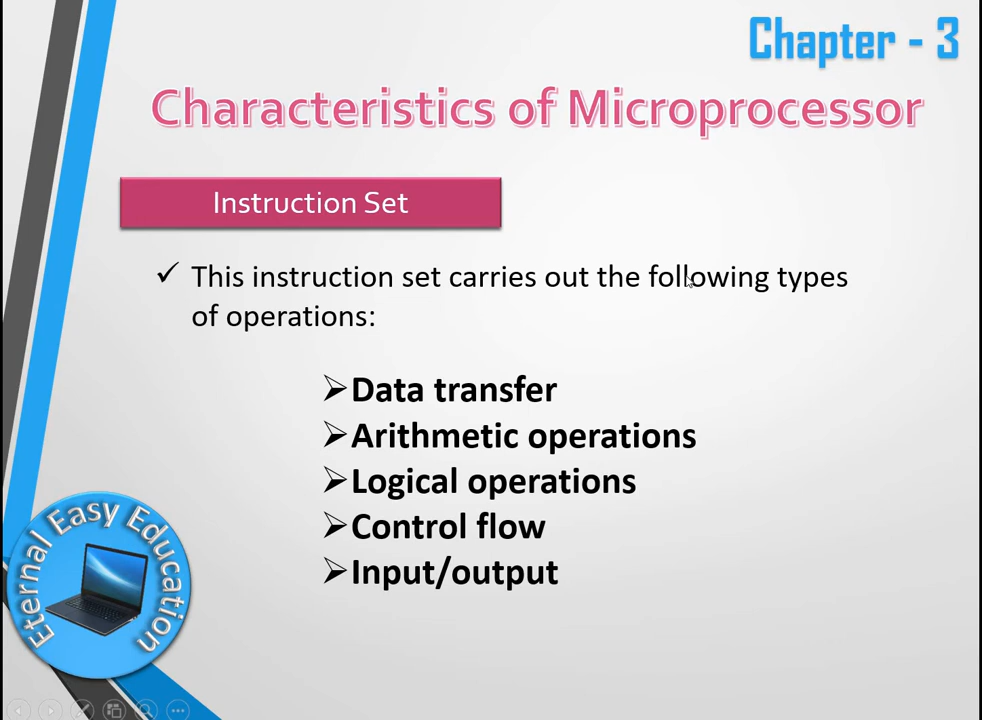 Chapter - 3
Characteristics of Microprocessor
Instruction Set
✓ This instruction set carries out the following types
of operations:
➢Data transfer
➢Arithmetic operations
➢Logical operations
➢Control flow
➢Input/output
Eternal Easy Education